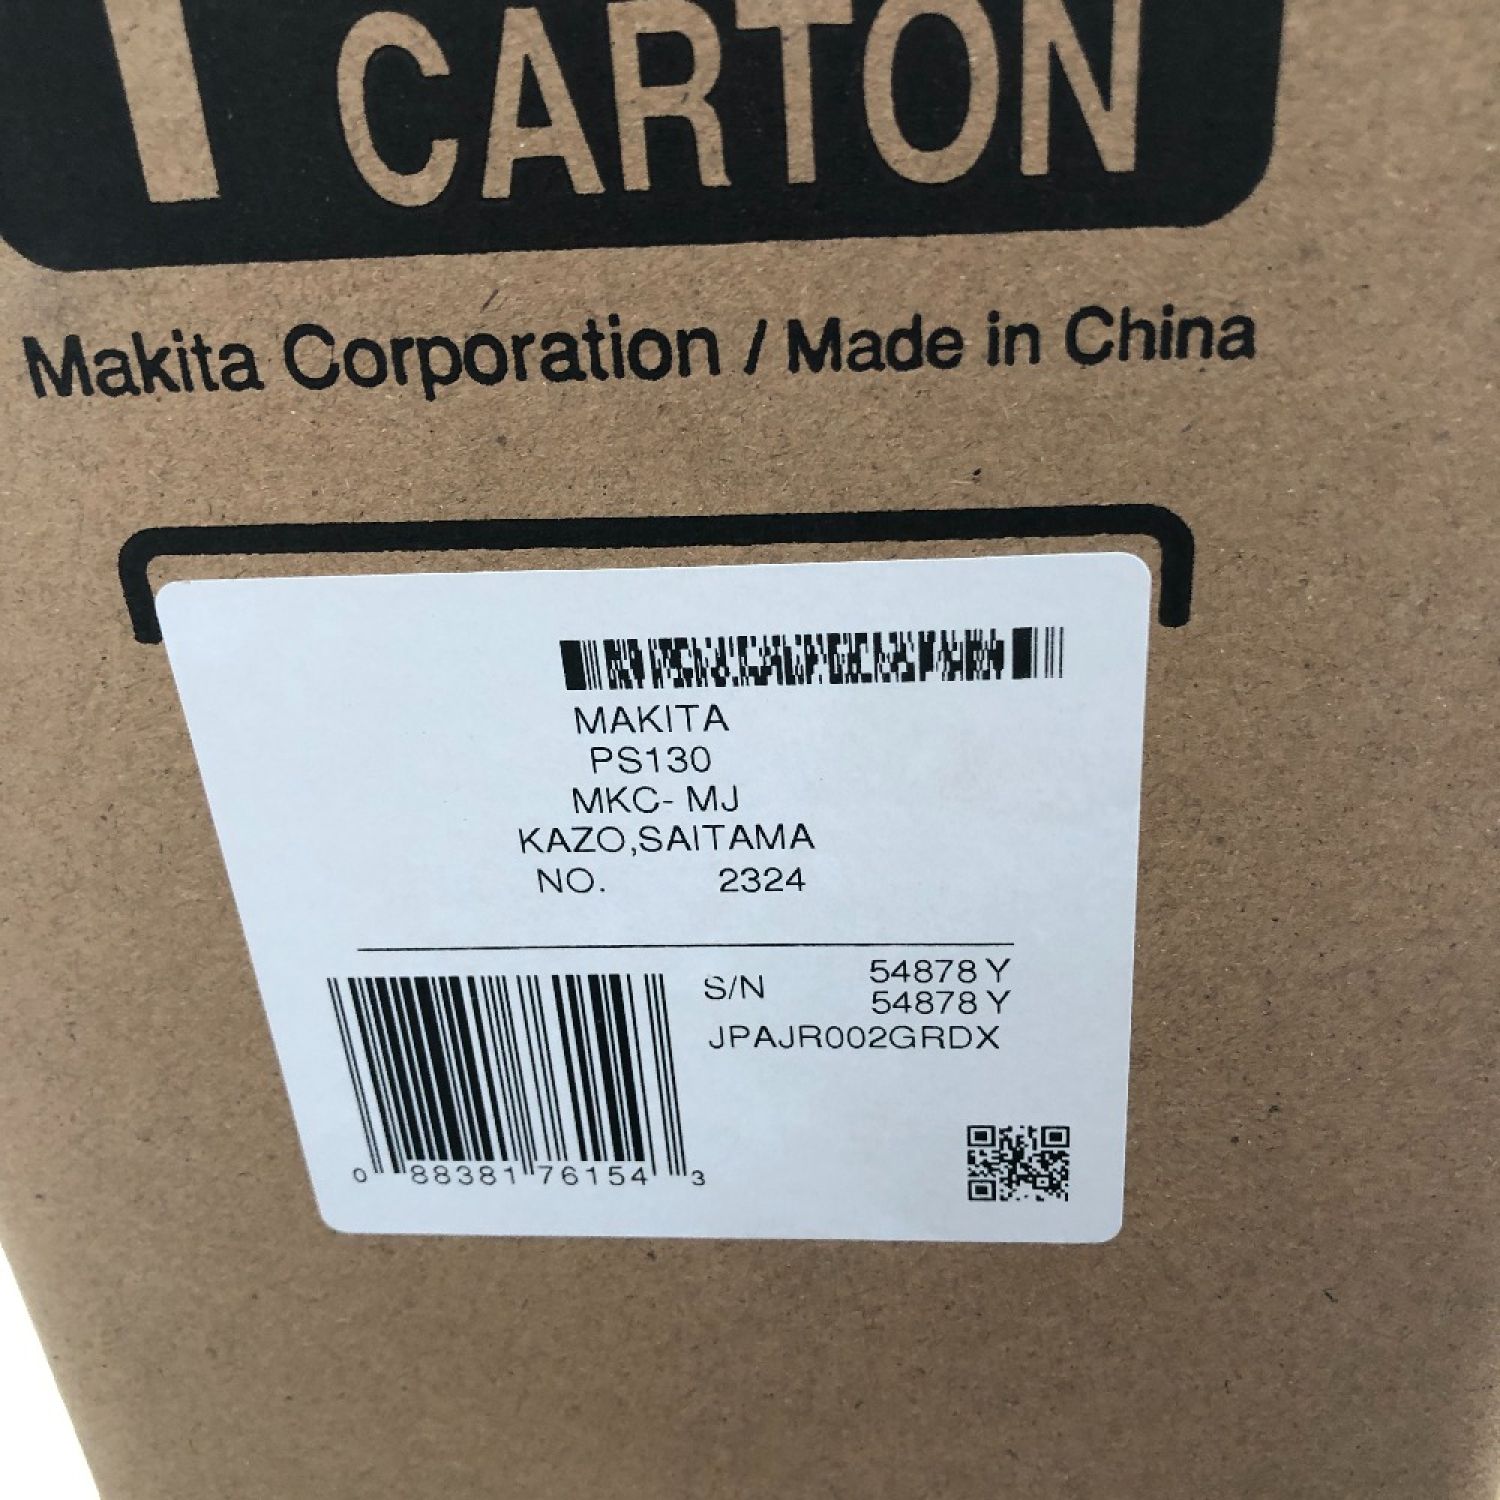 1 CARTON
Makita Corporation / Made in China
MAKITA
PS130
MKC- MJ
KAZO,SAITAMA
NO. 2324
S/N 54878 Y
54878 Y
JPAJR002GRDX
0 88381 76154 3